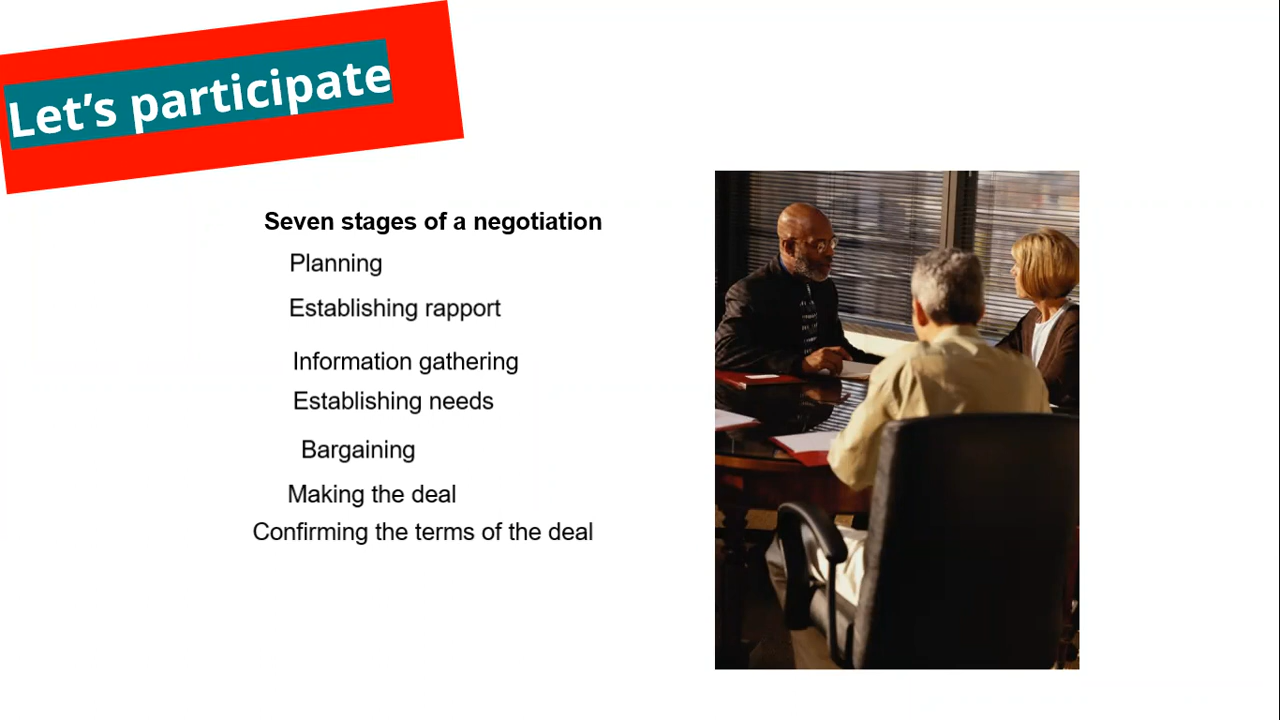 Let’s participate
Seven stages of a negotiation
Planning
Establishing rapport
Information gathering
Establishing needs
Bargaining
Making the deal
Confirming the terms of the deal